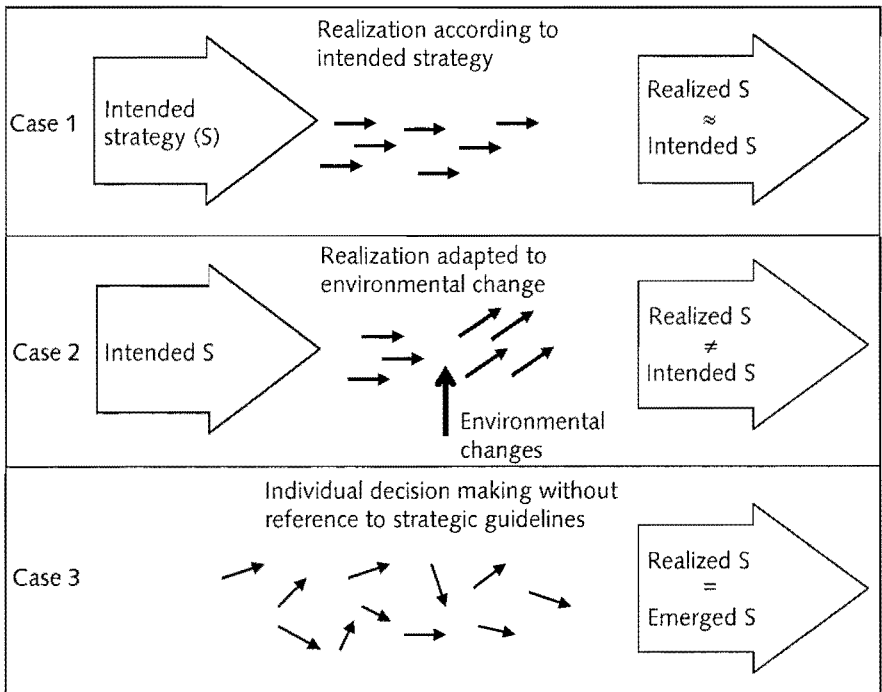 Case 1
Intended
strategy (S)
Realization according to
intended strategy
Realized S
≈
Intended S
Case 2
Intended S
Realization adapted to
environmental change
Environmental
changes
Realized S
≠
Intended S
Case 3
Individual decision making without
reference to strategic guidelines
Realized S
=
Emerged S